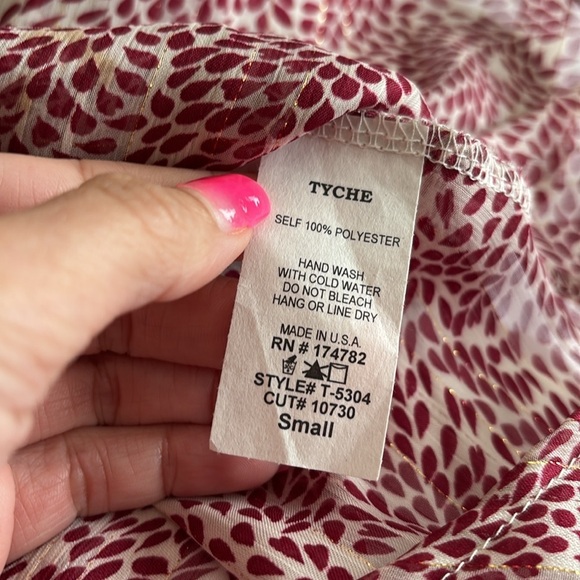 TYCHE
SELF 100% POLYESTER
HAND WASH
WITH COLD WATER
DO NOT BLEACH
HANG OR LINE DRY
MADE IN U.S.A.
RN # 174782
STYLE# T-5304
CUT# 10730
Small